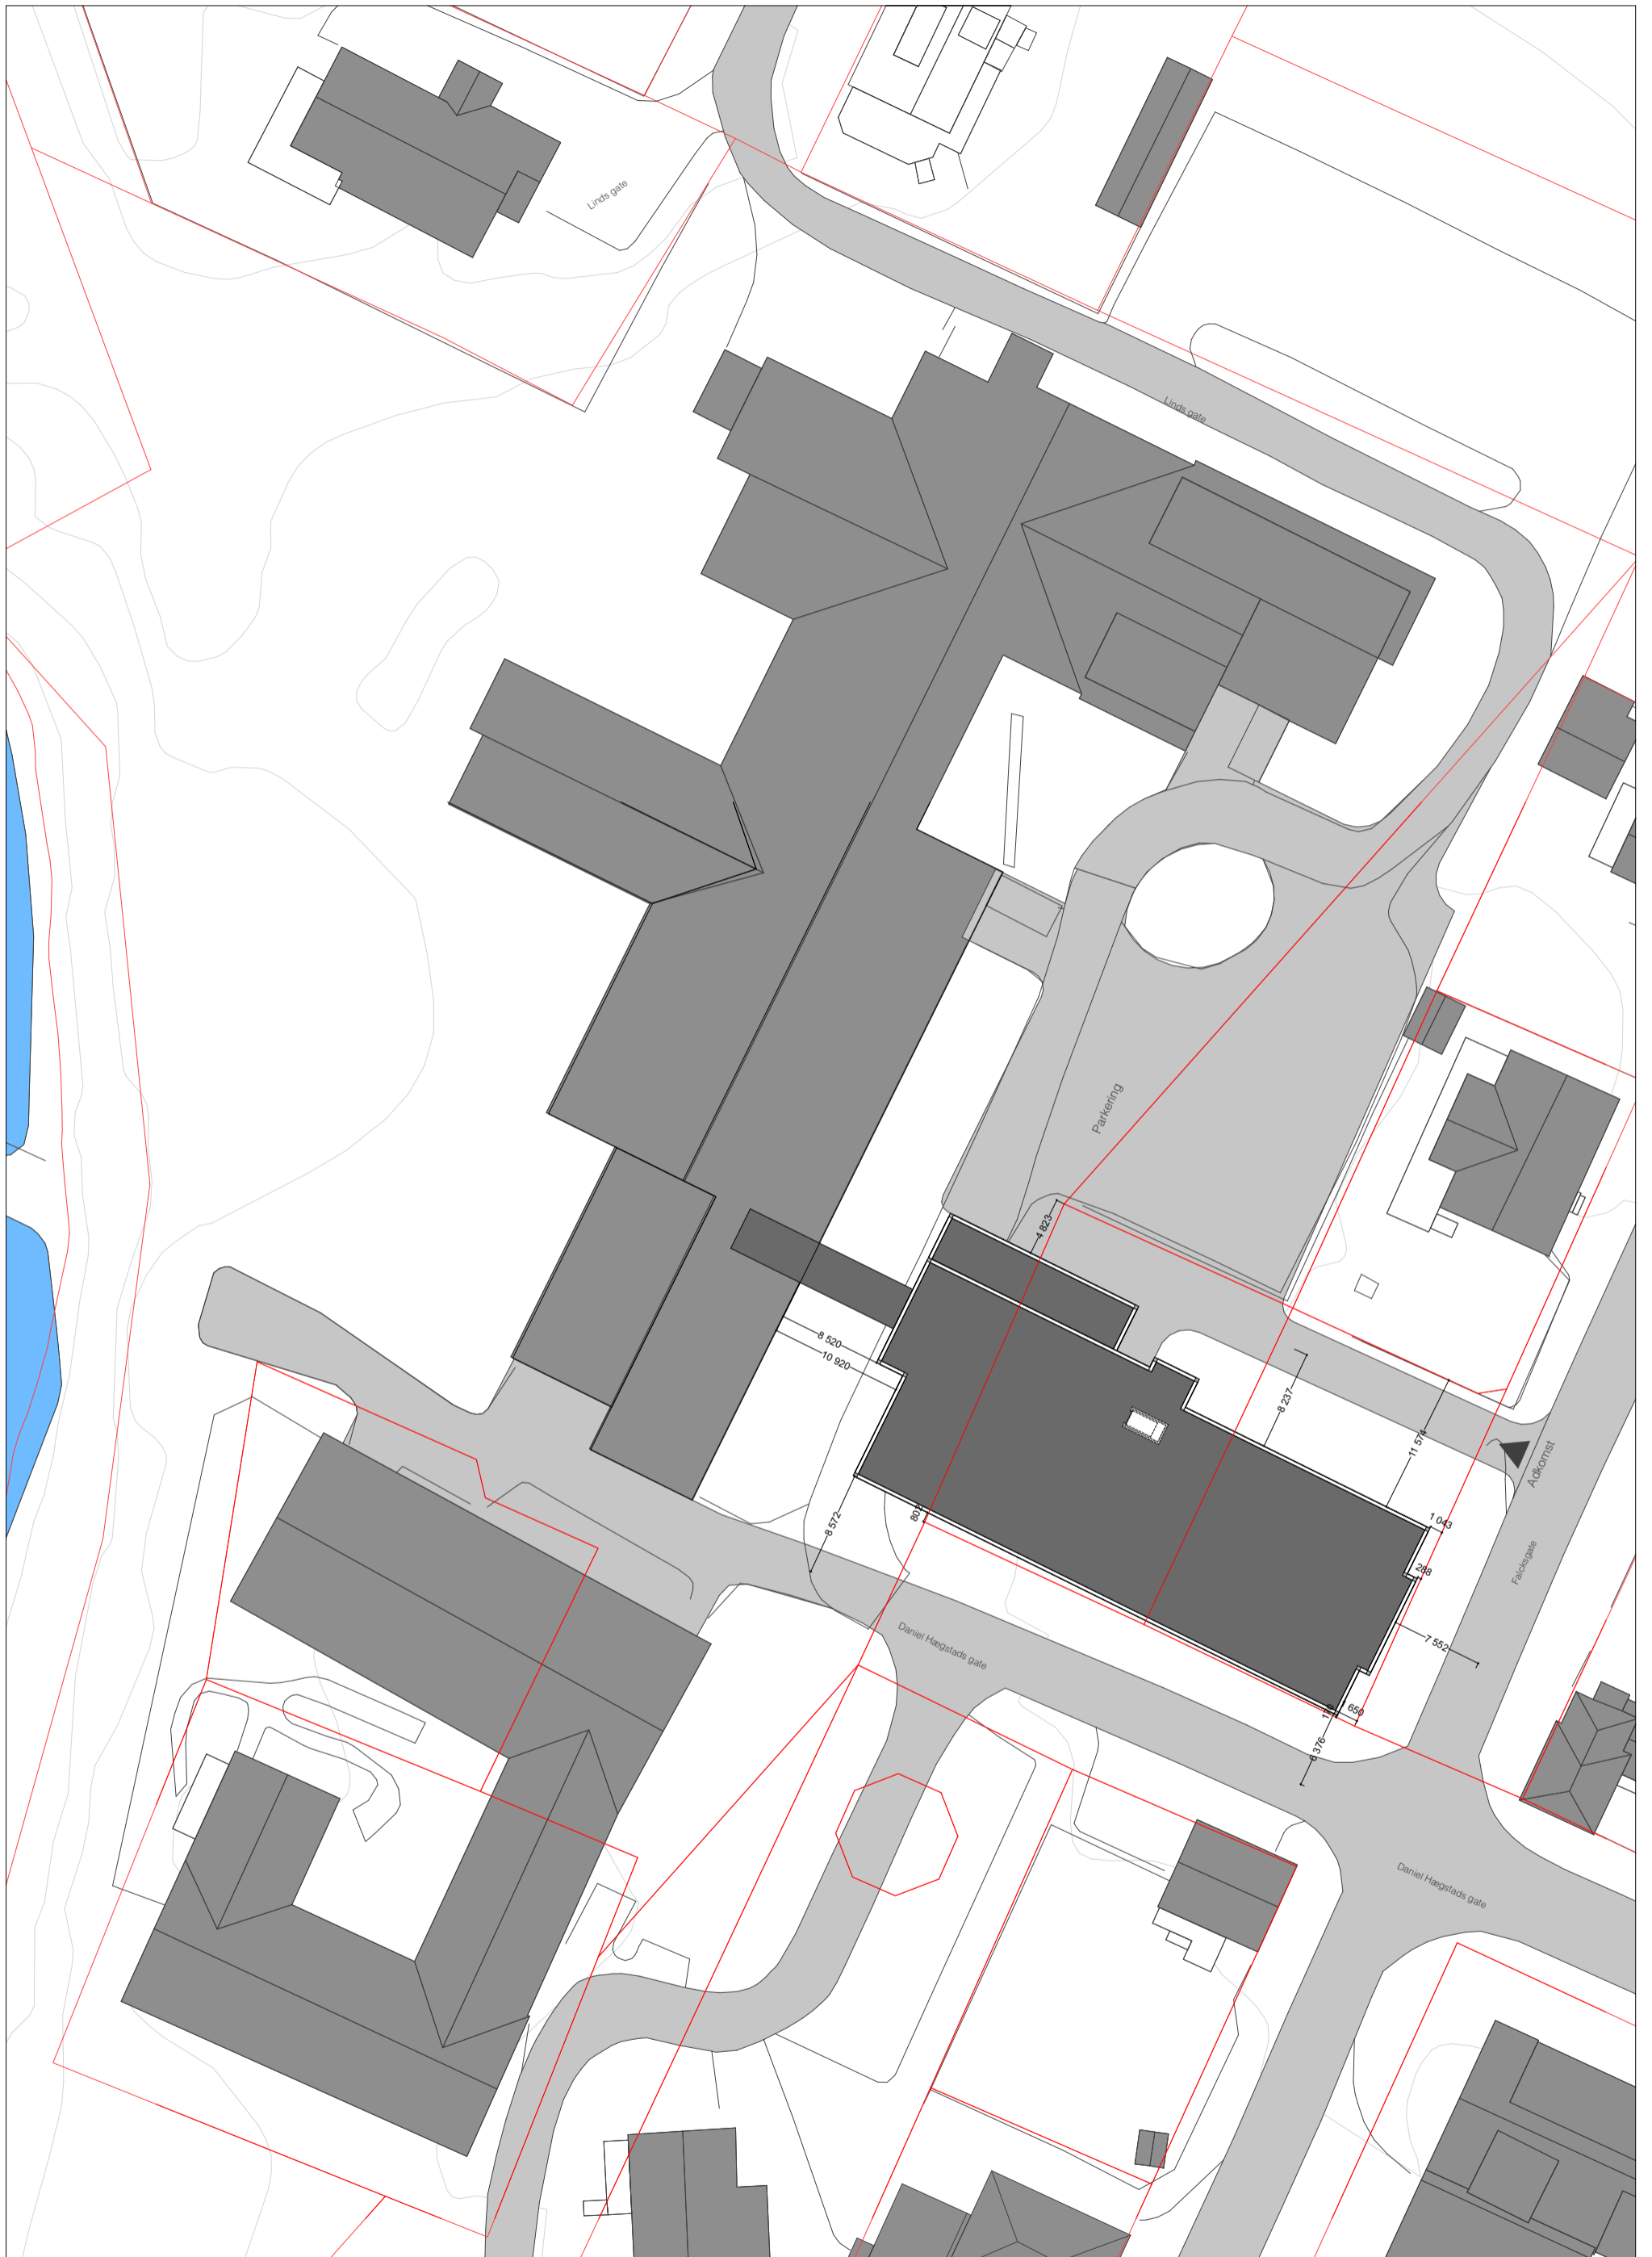 Linds gate
Linds gate
Parkering
4 823
8 520
10 920
8 237
11 574
Adkomst
1 043
8 572
288
Falcksgate
7 552
Daniel Hægstads gate
650
6 376
Daniel Hægstads gate